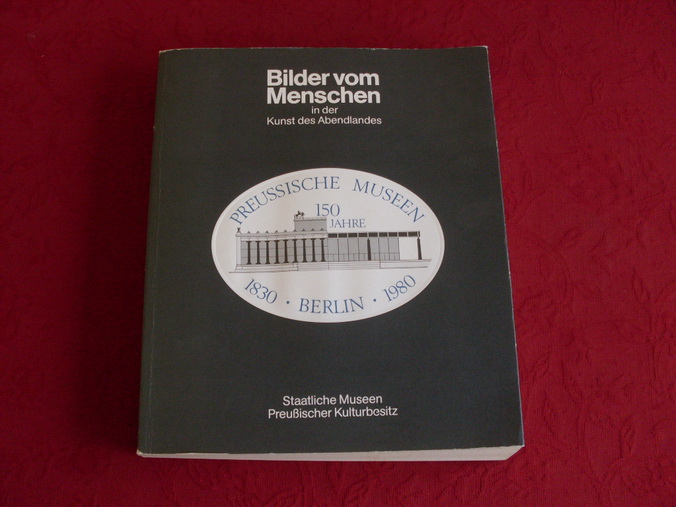 Bilder vom
Menschen
in der
Kunst des Abendlandes
PREUSSISCHE MUSEEN
150
JAHRE
1830 · BERLIN · 1980
Staatliche Museen
Preußischer Kulturbesitz